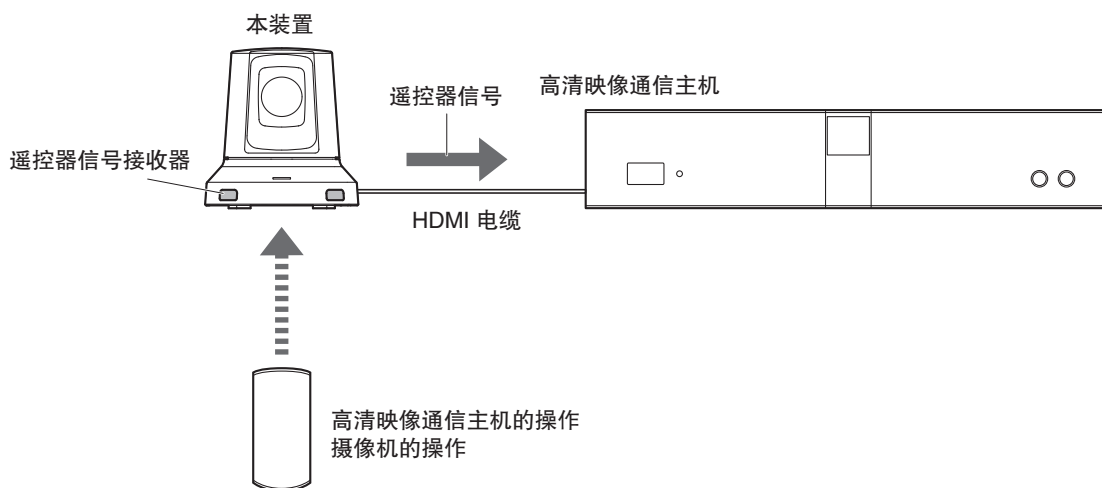 本装置
高清映像通信主机
遥控器信号
遥控器信号接收器
HDMI 电缆
高清映像通信主机的操作
摄像机的操作